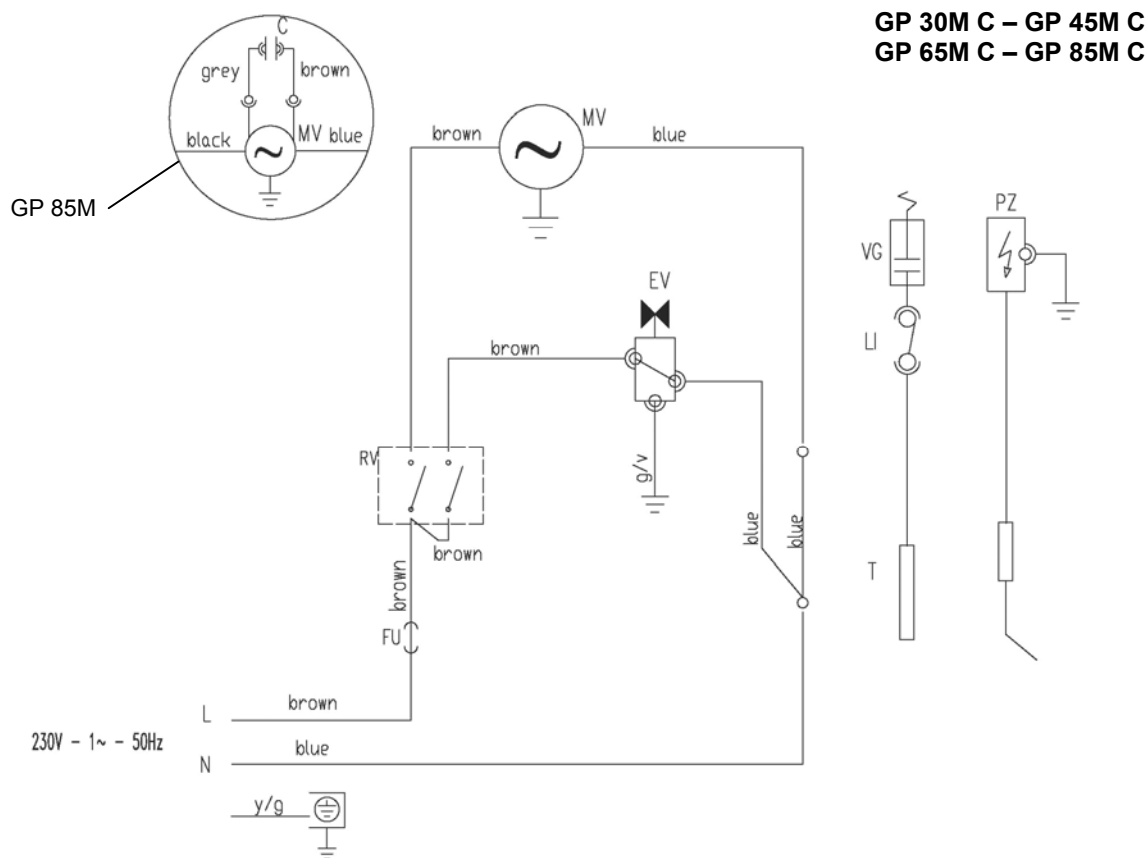 GP 30M C – GP 45M C
GP 65M C – GP 85M C
C
grey
brown
black
MV
blue
GP 85M
brown
MV
blue
PZ
VG
EV
LI
brown
RV
g/v
blue
blue
brown
brown
T
FU
L
brown
230V - 1~ - 50Hz
N
blue
y/g